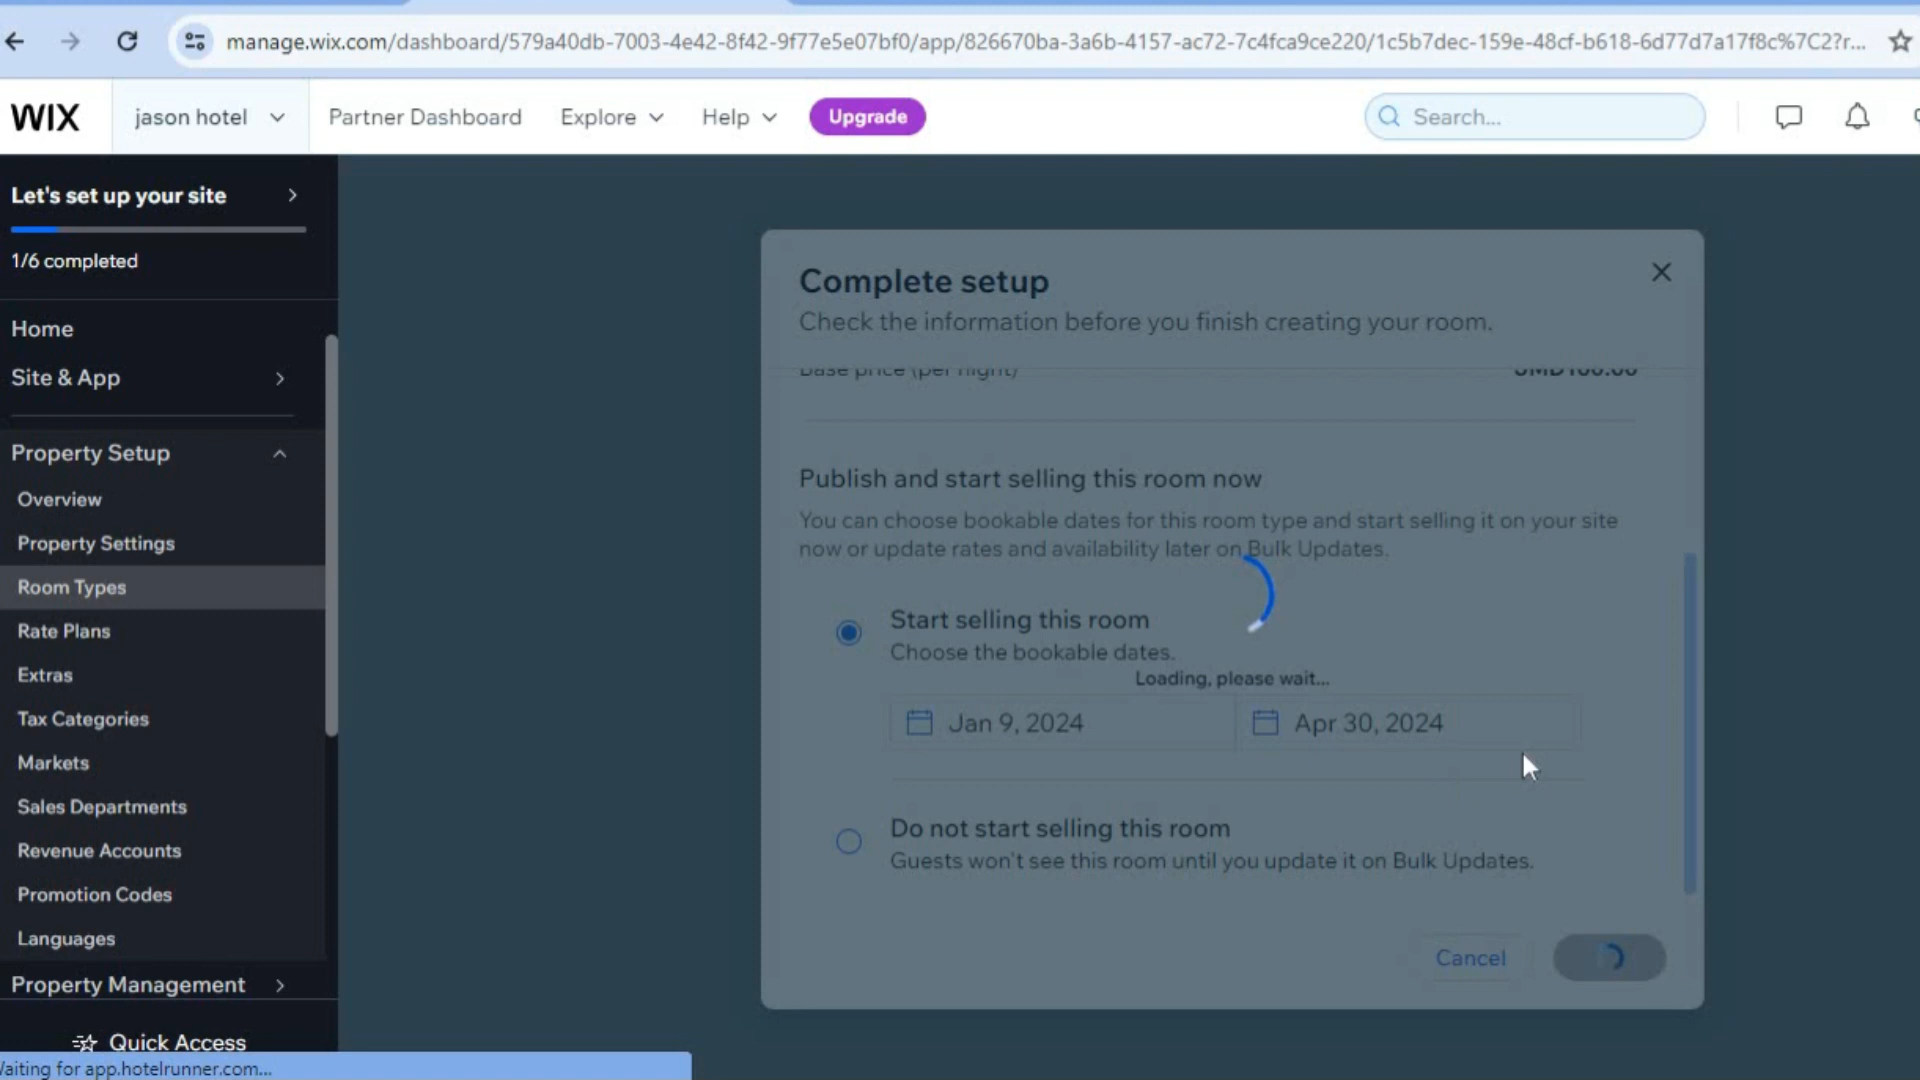 manage.wix.com/dashboard/579a40db-7003-4e42-8f42-9f77e5e07bf0/app/826670ba-3a6b-4157-ac72-7c4fca9ce220/1c5b7dec-159e-48cf-b618-6d77d7a17f8c%7C2?r...
WIX
jason hotel
Partner Dashboard
Explore
Help
Upgrade
Search...
Let's set up your site
1/6 completed
Home
Site & App
Property Setup
Overview
Property Settings
Room Types
Rate Plans
Extras
Tax Categories
Markets
Sales Departments
Revenue Accounts
Promotion Codes
Languages
Property Management
Quick Access
Waiting for app.hotelrunner.com...
Complete setup
Check the information before you finish creating your room.
Base price (per night)
Publish and start selling this room now
You can choose bookable dates for this room type and start selling it on your site
now or update rates and availability later on Bulk Updates.
Start selling this room
Choose the bookable dates.
Loading, please wait...
Jan 9, 2024
Apr 30, 2024
Do not start selling this room
Guests won't see this room until you update it on Bulk Updates.
Cancel